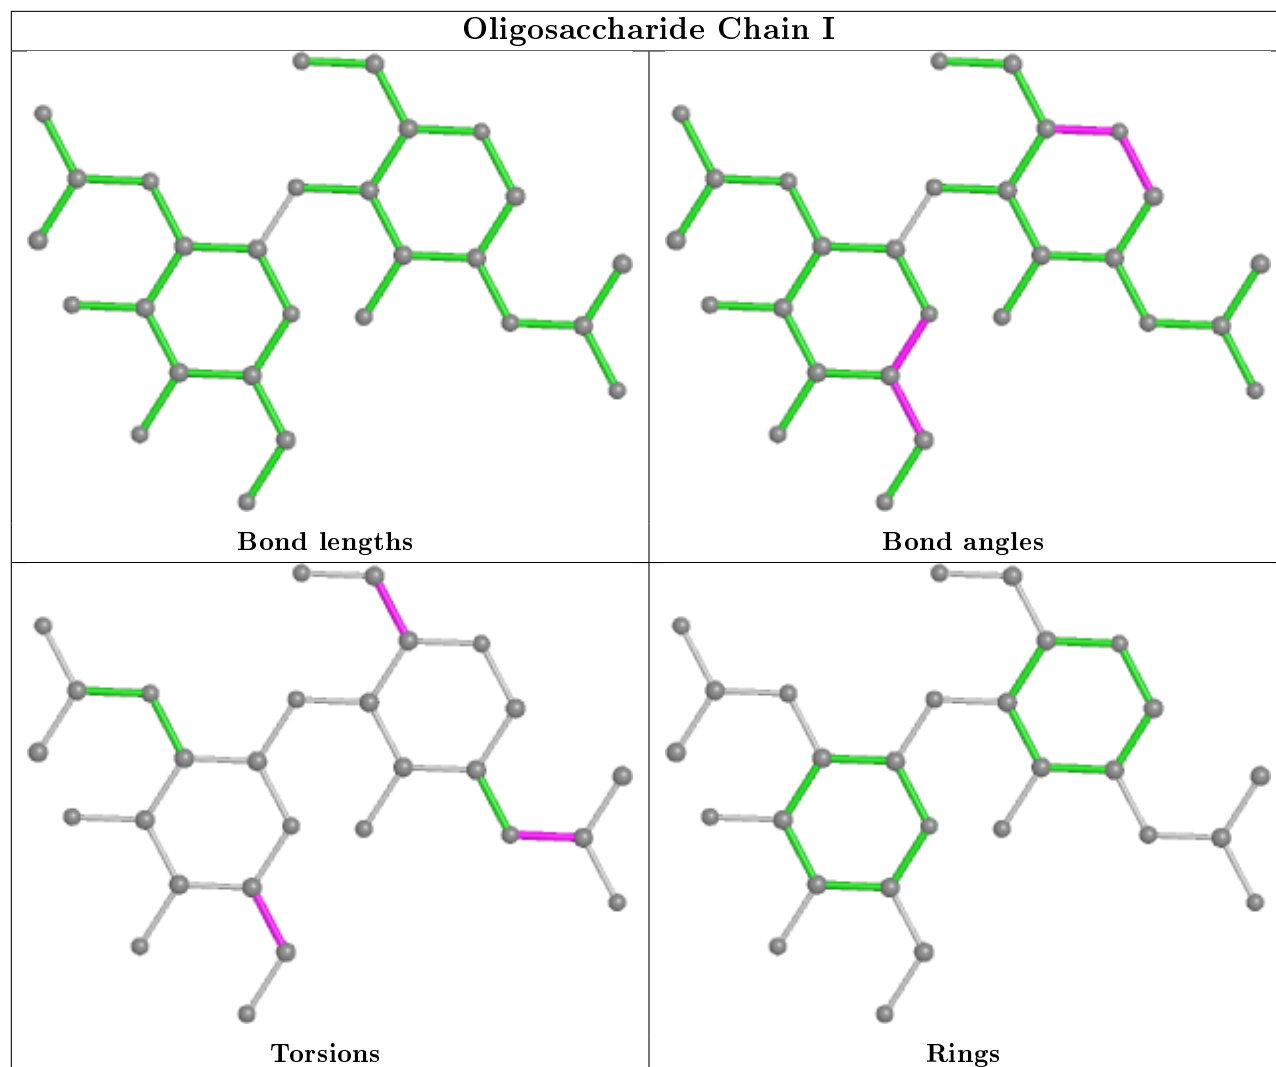 Oligosaccharide Chain I
Bond lengths
Bond angles
Torsions
Rings